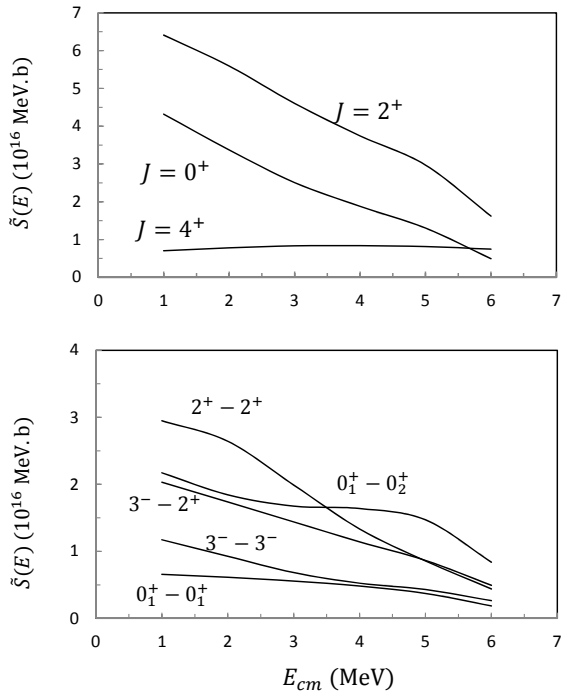 7
6
5
4
3
2
1
0
S̃(E) (10¹⁶ MeV.b)
J = 2⁺
J = 0⁺
J = 4⁺
0 1 2 3 4 5 6 7
4
3
2
1
0
S̃(E) (10¹⁶ MeV.b)
2⁺ − 2⁺
0₁⁺ − 0₂⁺
3⁻ − 2⁺
3⁻ − 3⁻
0₁⁺ − 0₁⁺
0 1 2 3 4 5 6 7
E_cm (MeV)